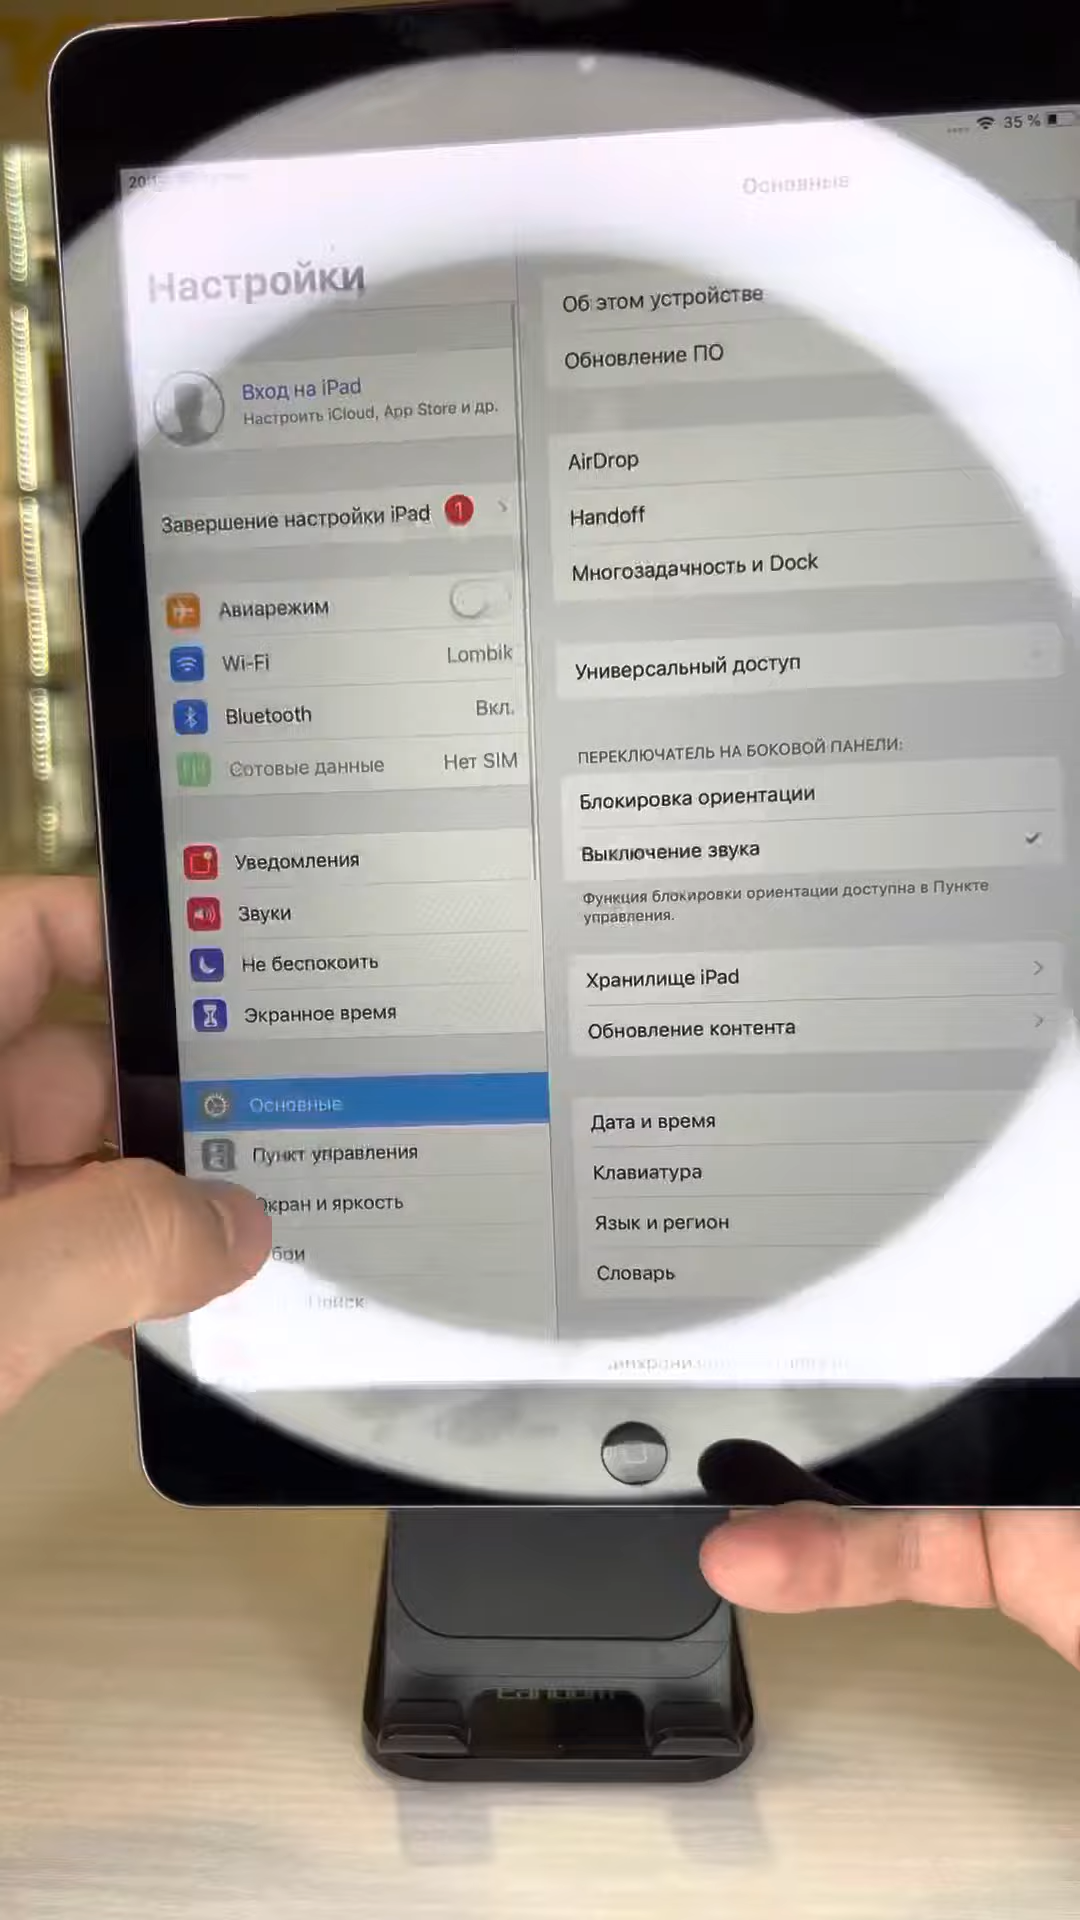 35 %
Основные
Настройки
Вход на iPad
Настроить iCloud, App Store и др.
Завершение настройки iPad 1
Авиарежим
Wi-Fi Lombik
Bluetooth Вкл.
Сотовые данные Нет SIM
Уведомления
Звуки
Не беспокоить
Экранное время
Основные
Пункт управления
Экран и яркость
Поиск
Об этом устройстве
Обновление ПО
AirDrop
Handoff
Многозадачность и Dock
Универсальный доступ
ПЕРЕКЛЮЧАТЕЛЬ НА БОКОВОЙ ПАНЕЛИ:
Блокировка ориентации
Выключение звука
Функция блокировки ориентации доступна в Пункте
управления.
Хранилище iPad
Обновление контента
Дата и время
Клавиатура
Язык и регион
Словарь